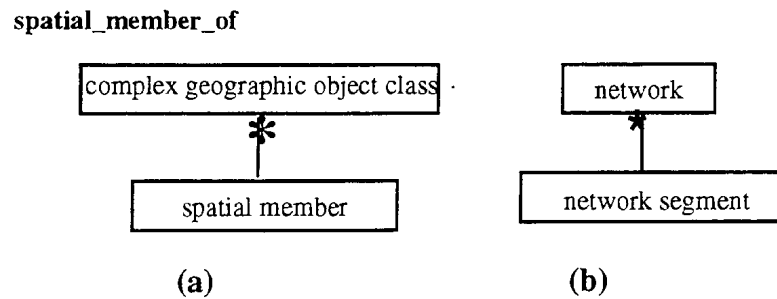 spatial_member_of
complex geographic object class
network
*
*
spatial member
network segment
(a)
(b)